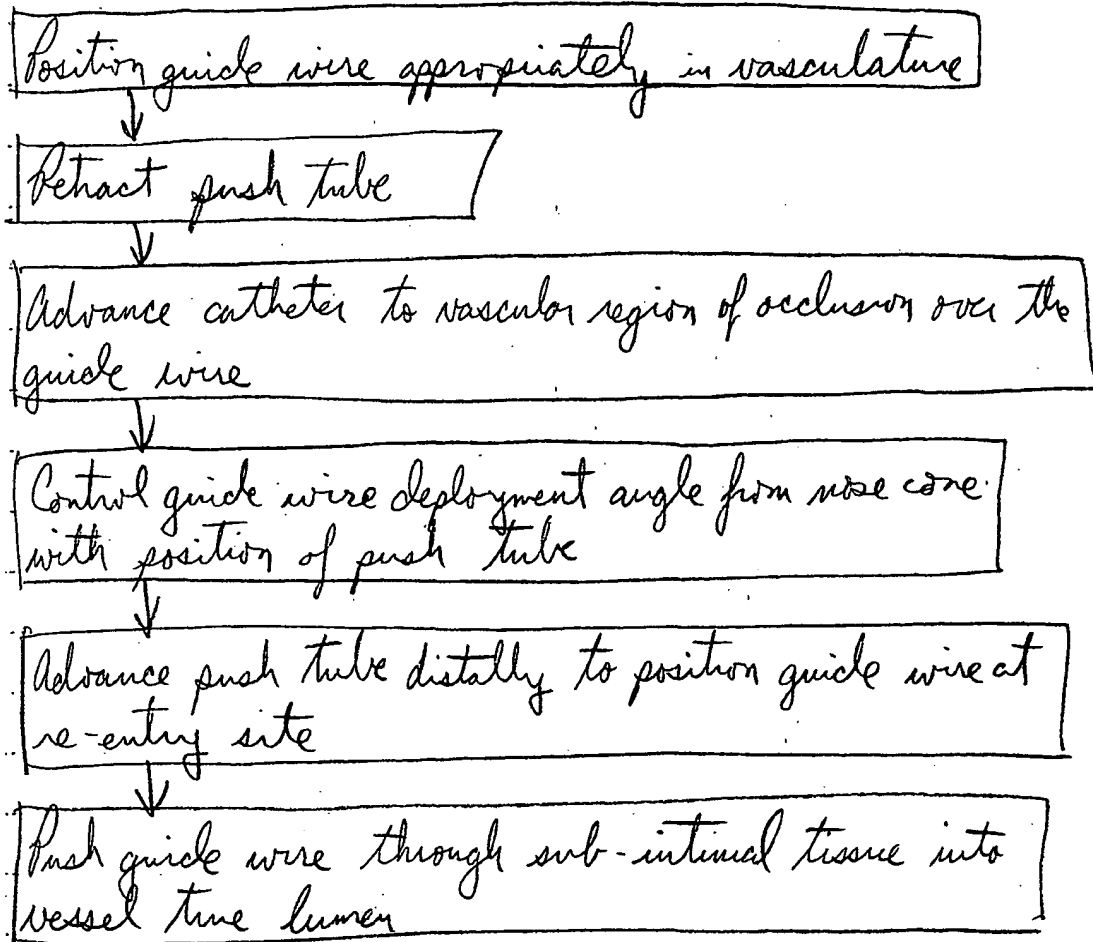 Position guide wire appropriately in vasculature
Retract push tube
Advance catheter to vascular region of occlusion over the
guide wire
Control guide wire deployment angle from nose cone
with position of push tube
Advance push tube distally to position guide wire at
re-entry site
Push guide wire through sub-intimal tissue into
vessel true lumen